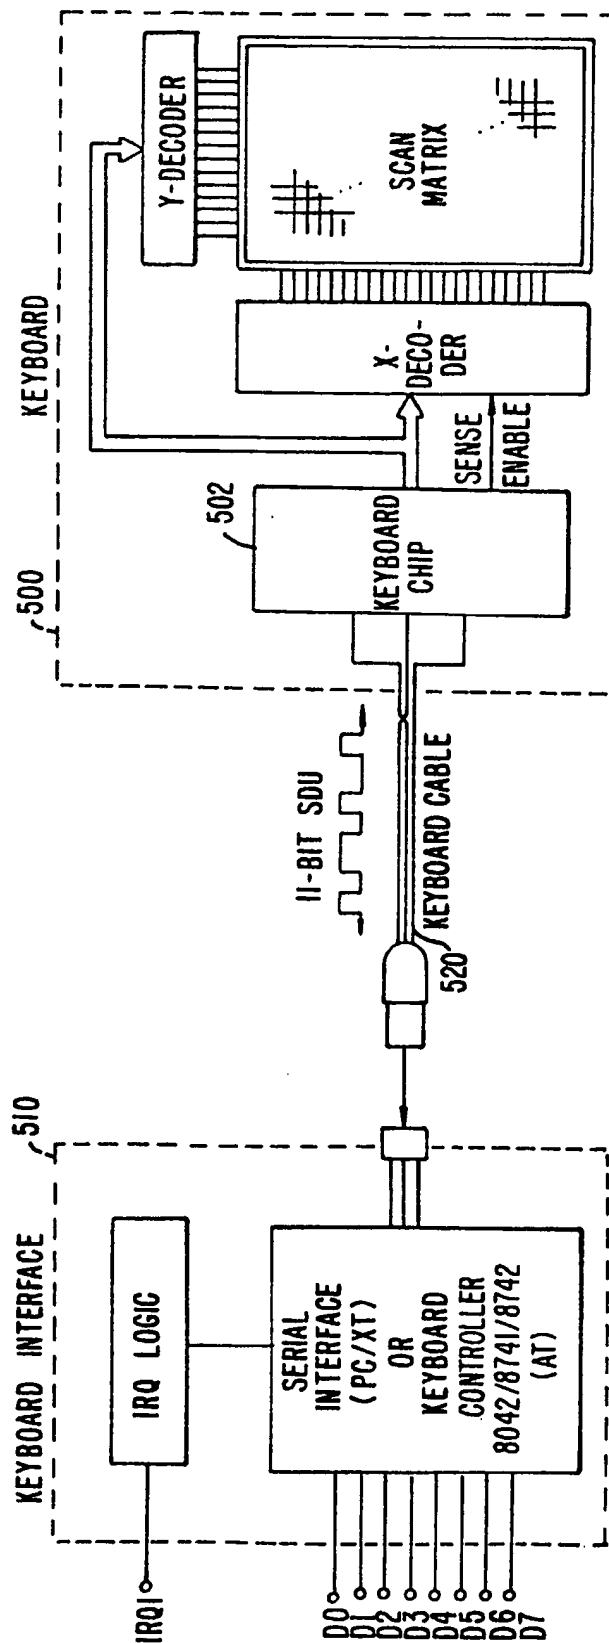 KEYBOARD INTERFACE
510
IRQ LOGIC
IRQ1
SERIAL
INTERFACE
(PC/XT)
OR
KEYBOARD
CONTROLLER
8042/8741/8742
(AT)
D0
D1
D2
D3
D4
D5
D6
D7
11-BIT SDU
KEYBOARD CABLE
520
500
KEYBOARD
502
KEYBOARD
CHIP
SENSE
ENABLE
X-
DECO-
DER
Y-DECODER
SCAN
MATRIX